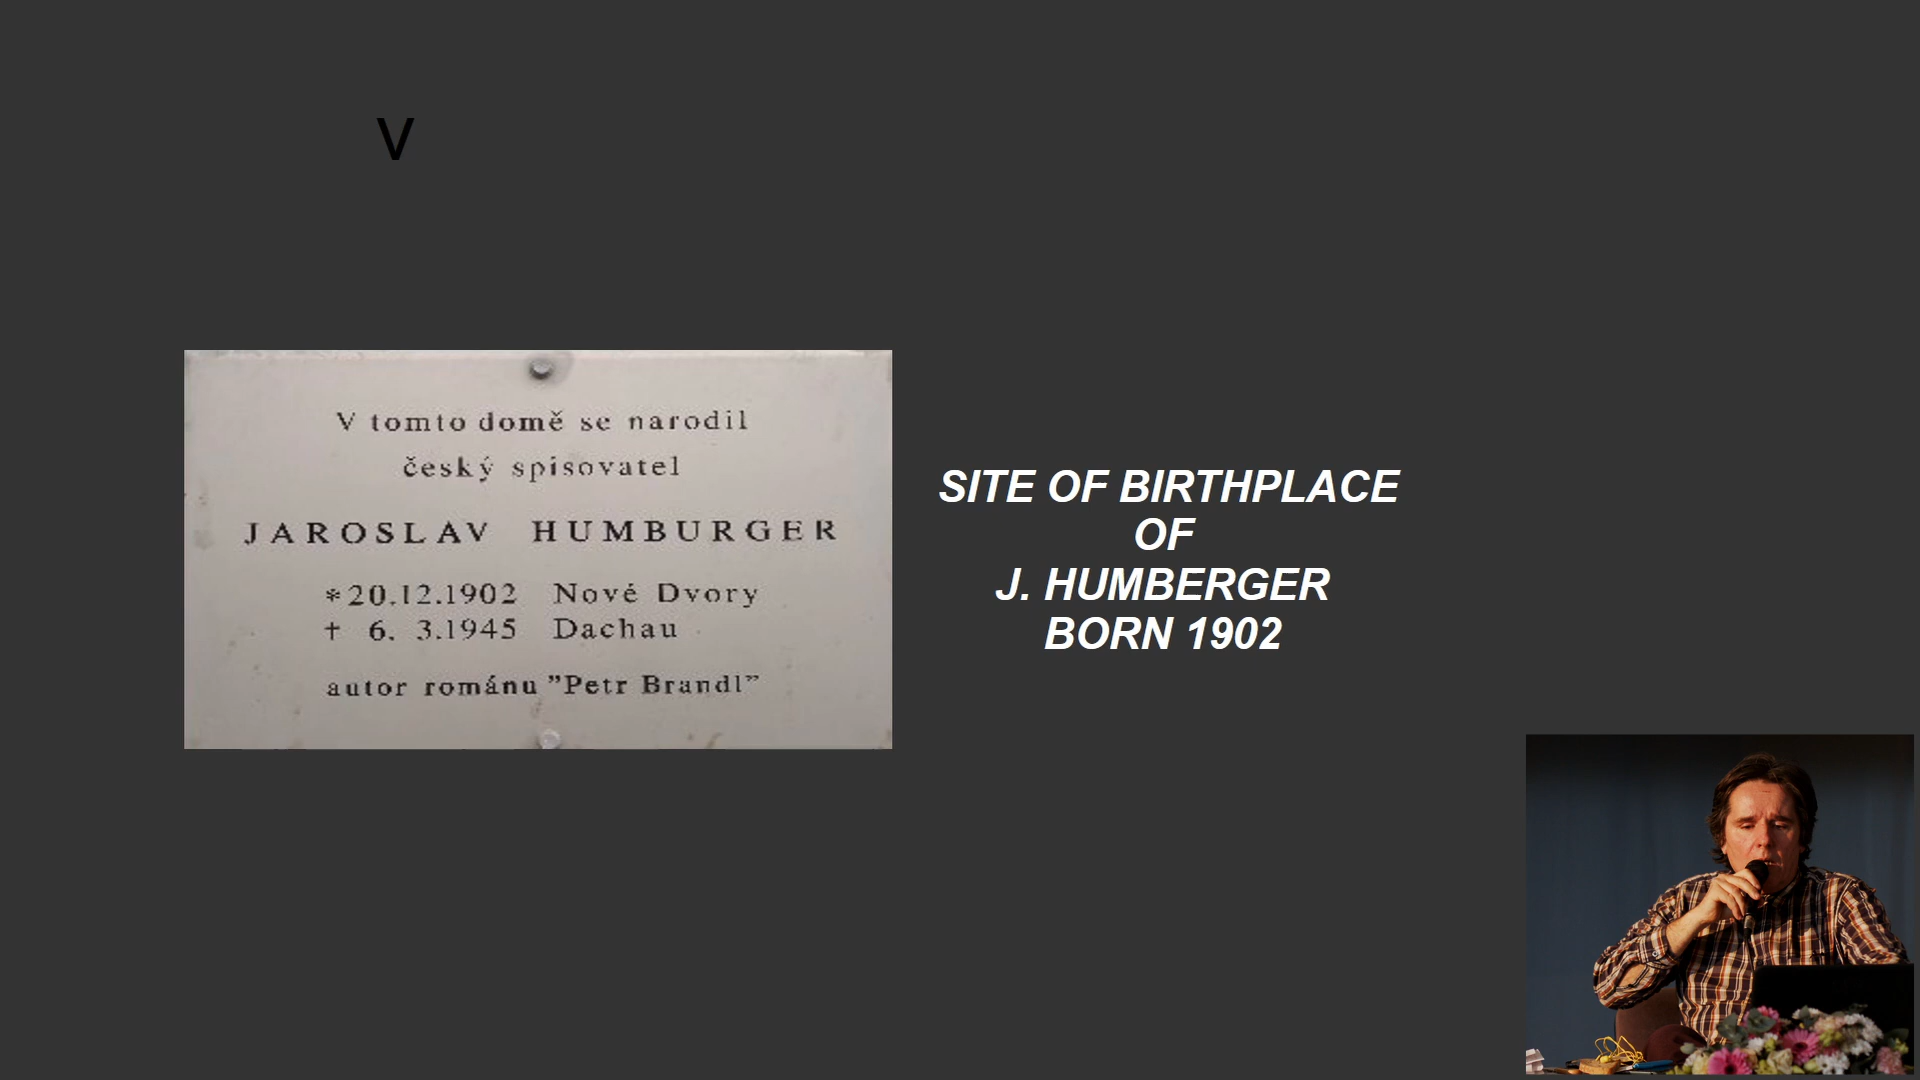 V
V tomto domě se narodil
český spisovatel
JAROSLAV HUMBURGER
*20.12.1902 Nové Dvory
† 6. 3.1945 Dachau
autor románu "Petr Brandl"
SITE OF BIRTHPLACE
OF
J. HUMBERGER
BORN 1902